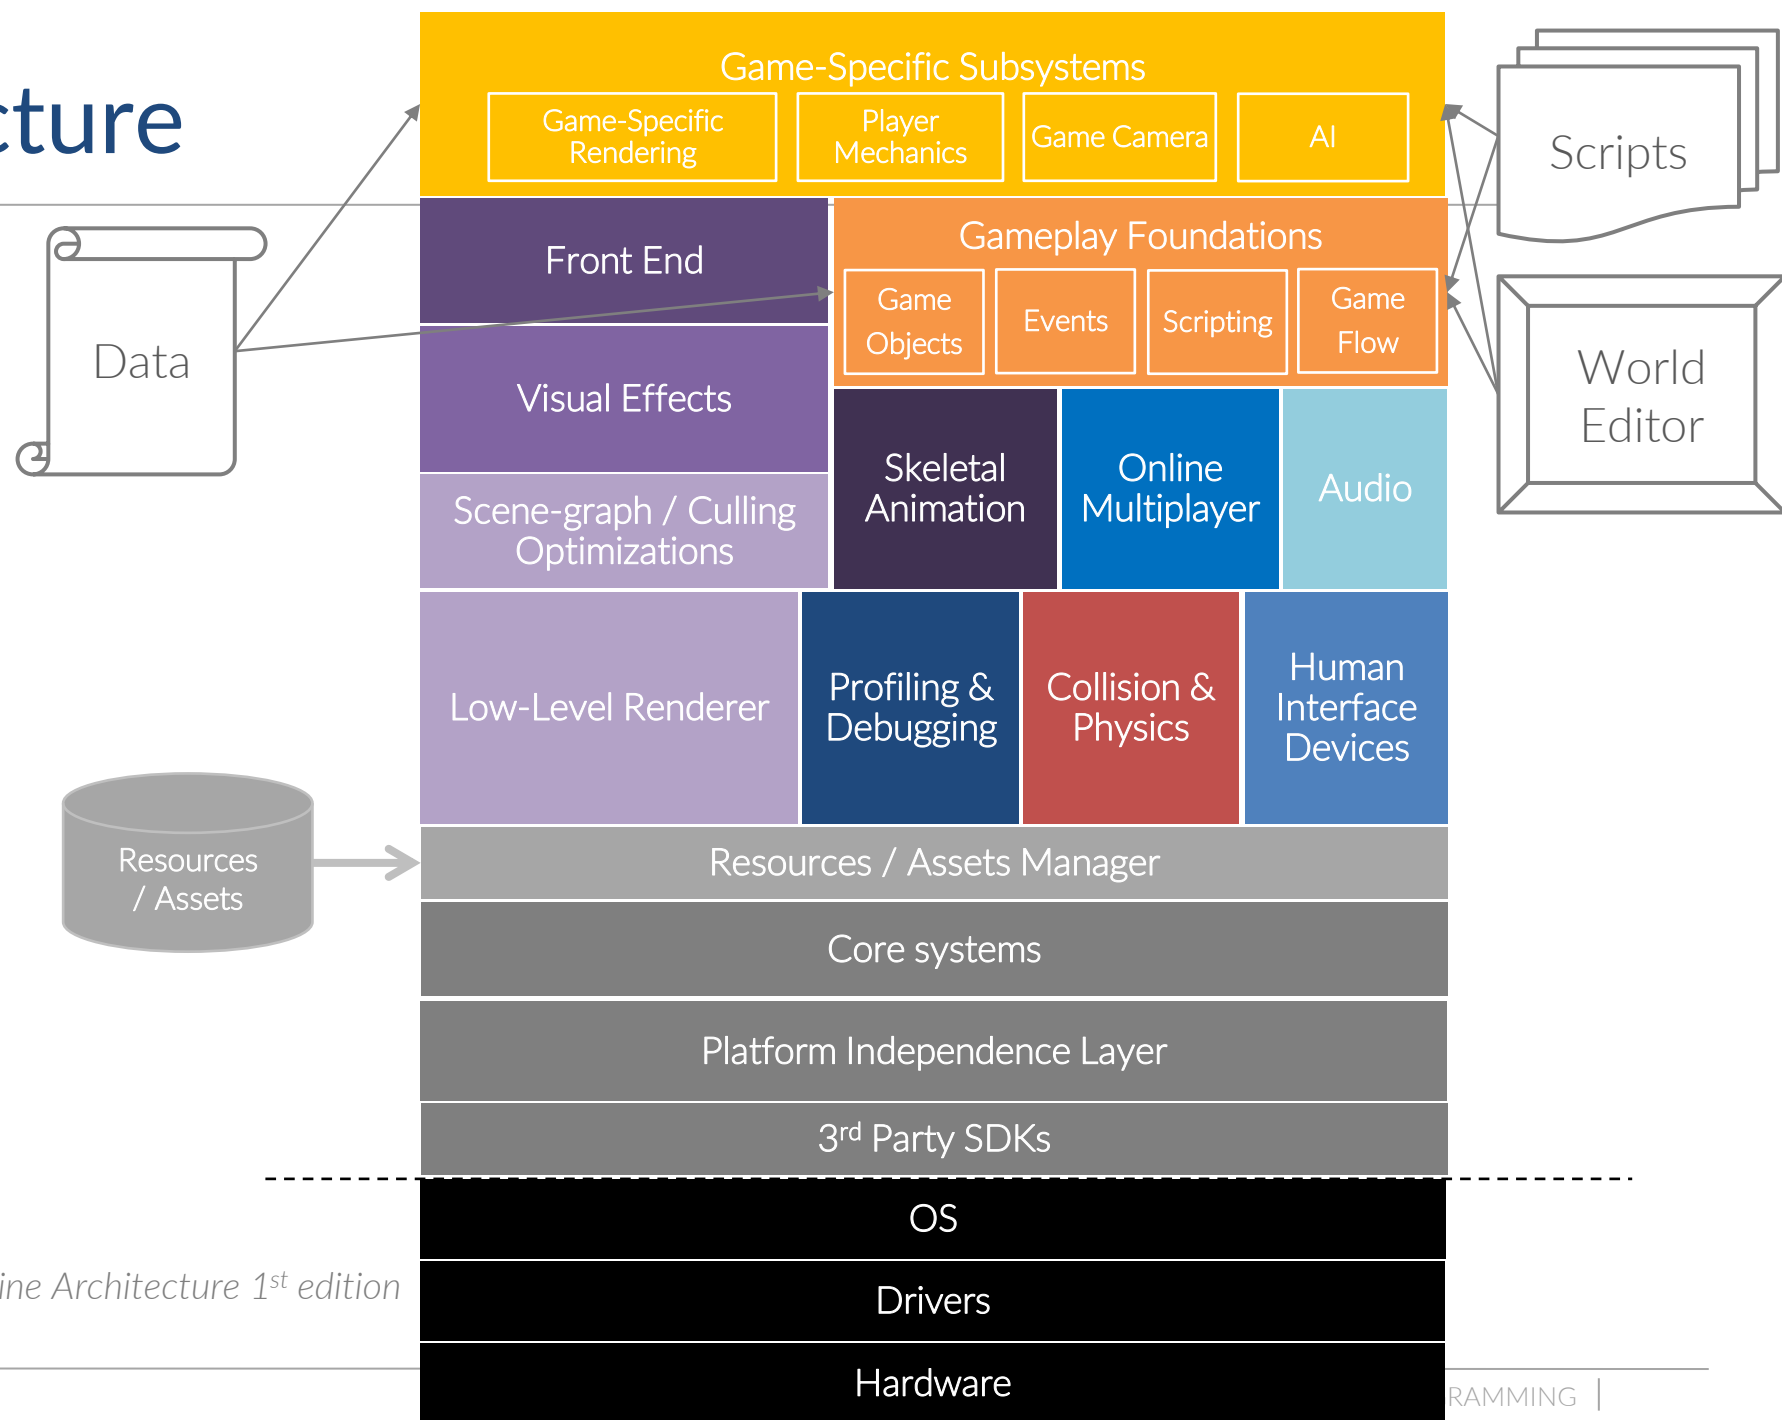 cture
Game-Specific Subsystems
Game-Specific
Rendering
Player
Mechanics
Game Camera
AI
Scripts
Data
Front End
Gameplay Foundations
Game
Objects
Events
Scripting
Game
Flow
World
Editor
Visual Effects
Skeletal
Animation
Online
Multiplayer
Audio
Scene-graph / Culling
Optimizations
Low-Level Renderer
Profiling &
Debugging
Collision &
Physics
Human
Interface
Devices
Resources
/ Assets
Resources / Assets Manager
Core systems
Platform Independence Layer
3rd Party SDKs
OS
ine Architecture 1st edition
Drivers
Hardware
RAMMING